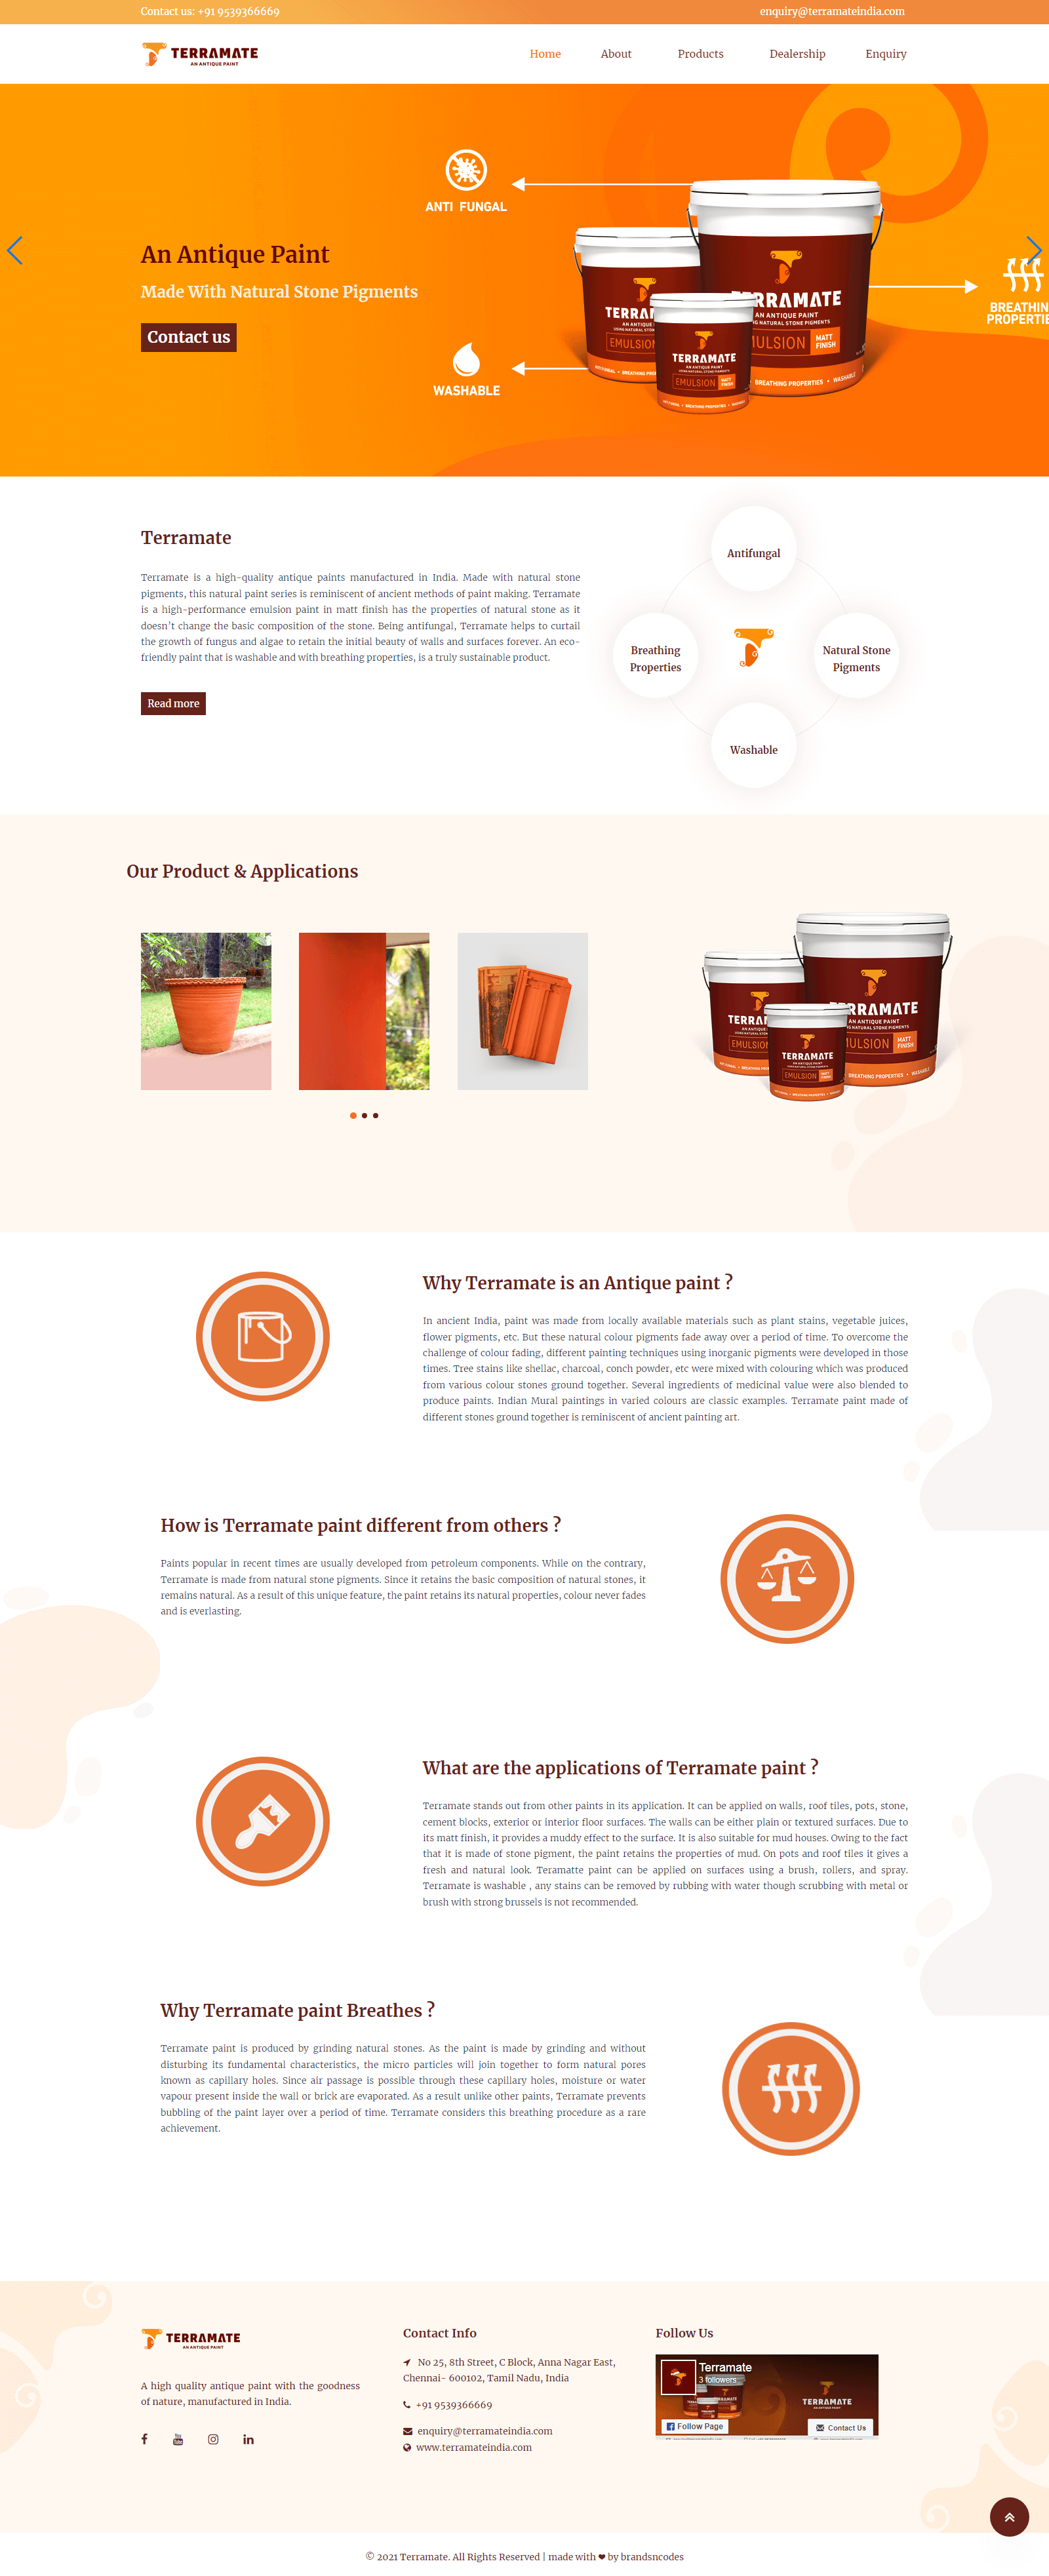 Contact us: +91 9539366669
enquiry@terramateindia.com
TERRAMATE
AN ANTIQUE PAINT
Home
About
Products
Dealership
Enquiry
An Antique Paint
Made With Natural Stone Pigments
Contact us
ANTI FUNGAL
WASHABLE
BREATHIN
PROPERTIE
TERRAMATE
AN ANTIQUE PAINT
EMULSION
MATT FINISH
BREATHING PROPERTIES • WASHABLE
Terramate
Terramate is a high-quality antique paints manufactured in India. Made with natural stone
pigments, this natural paint series is reminiscent of ancient methods of paint making. Terramate
is a high-performance emulsion paint in matt finish has the properties of natural stone as it
doesn't change the basic composition of the stone. Being antifungal, Terramate helps to curtail
the growth of fungus and algae to retain the initial beauty of walls and surfaces forever. An eco-
friendly paint that is washable and with breathing properties, is a truly sustainable product.
Read more
Antifungal
Breathing
Properties
Natural Stone
Pigments
Washable
Our Product & Applications
TERRAMATE
AN ANTIQUE PAINT
EMULSION
MATT FINISH
BREATHING PROPERTIES • WASHABLE
Why Terramate is an Antique paint ?
In ancient India, paint was made from locally available materials such as plant stains, vegetable juices,
flower pigments, etc. But these natural colour pigments fade away over a period of time. To overcome the
challenge of colour fading, different painting techniques using inorganic pigments were developed in those
times. Tree stains like shellac, charcoal, conch powder, etc were mixed with colouring which was produced
from various colour stones ground together. Several ingredients of medicinal value were also blended to
produce paints. Indian Mural paintings in varied colours are classic examples. Terramate paint made of
different stones ground together is reminiscent of ancient painting art.
How is Terramate paint different from others ?
Paints popular in recent times are usually developed from petroleum components. While on the contrary,
Terramate is made from natural stone pigments. Since it retains the basic composition of natural stones, it
remains natural. As a result of this unique feature, the paint retains its natural properties, colour never fades
and is everlasting.
What are the applications of Terramate paint ?
Terramate stands out from other paints in its application. It can be applied on walls, roof tiles, pots, stone,
cement blocks, exterior or interior floor surfaces. The walls can be either plain or textured surfaces. Due to
its matt finish, it provides a muddy effect to the surface. It is also suitable for mud houses. Owing to the fact
that it is made of stone pigment, the paint retains the properties of mud. On pots and roof tiles it gives a
fresh and natural look. Teramatte paint can be applied on surfaces using a brush, rollers, and spray.
Terramate is washable , any stains can be removed by rubbing with water though scrubbing with metal or
brush with strong brussels is not recommended.
Why Terramate paint Breathes ?
Terramate paint is produced by grinding natural stones. As the paint is made by grinding and without
disturbing its fundamental characteristics, the micro particles will join together to form natural pores
known as capillary holes. Since air passage is possible through these capillary holes, moisture or water
vapour present inside the wall or brick are evaporated. As a result unlike other paints, Terramate prevents
bubbling of the paint layer over a period of time. Terramate considers this breathing procedure as a rare
achievement.
TERRAMATE
AN ANTIQUE PAINT
A high quality antique paint with the goodness
of nature, manufactured in India.
Contact Info
No 25, 8th Street, C Block, Anna Nagar East,
Chennai- 600102, Tamil Nadu, India
+91 9539366669
enquiry@terramateindia.com
www.terramateindia.com
Follow Us
Terramate
3 followers
TERRAMATE
Follow Page
Contact Us
© 2021 Terramate. All Rights Reserved | made with ❤ by brandsncodes